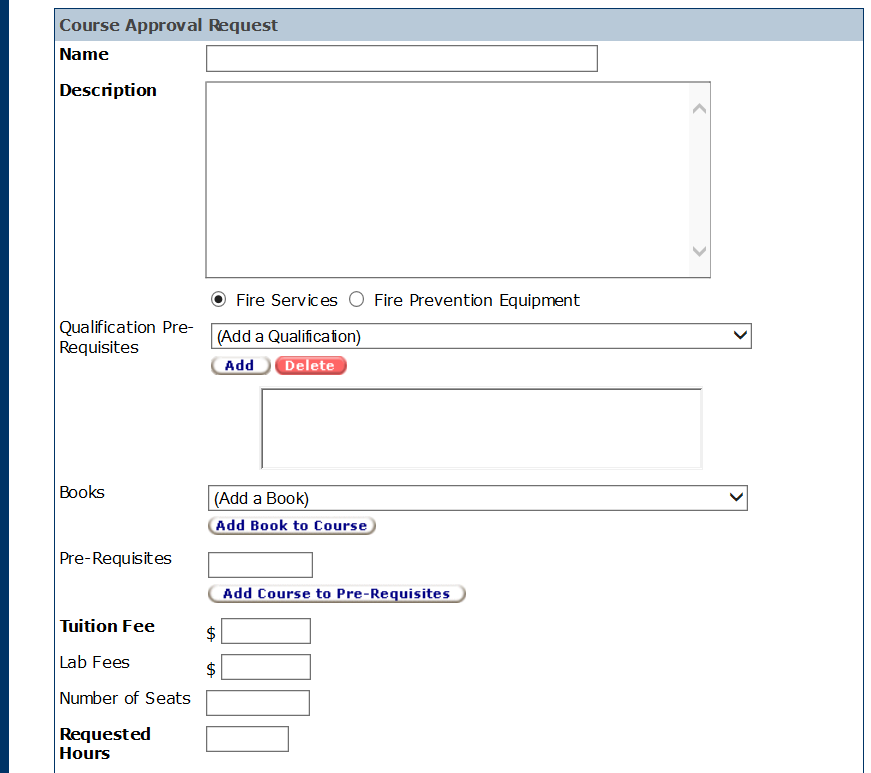 Course Approval Request
Name
Description
Fire Services Fire Prevention Equipment
Qualification Pre-
Requisites
(Add a Qualification)
Add Delete
Books
(Add a Book)
Add Book to Course
Pre-Requisites
Add Course to Pre-Requisites
Tuition Fee
$
Lab Fees
$
Number of Seats
Requested
Hours